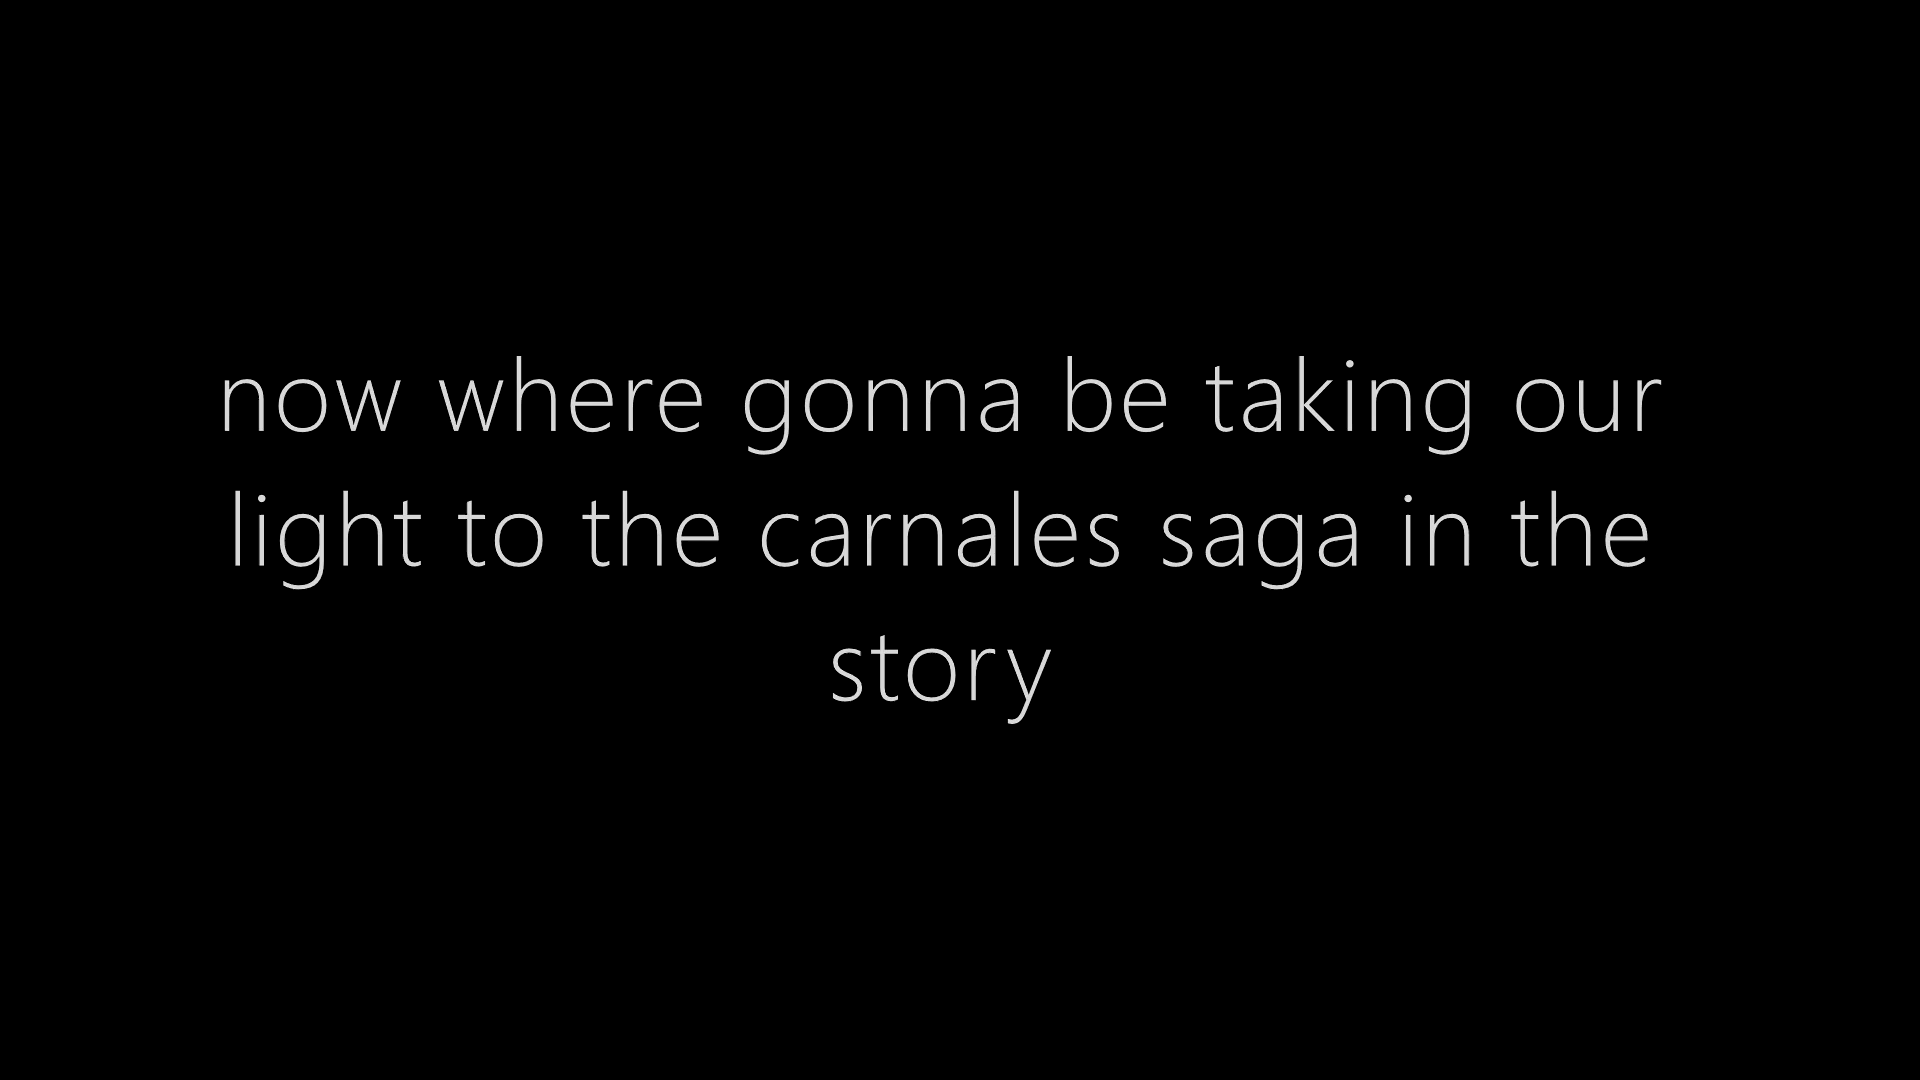 now where gonna be taking our
light to the carnales saga in the
story